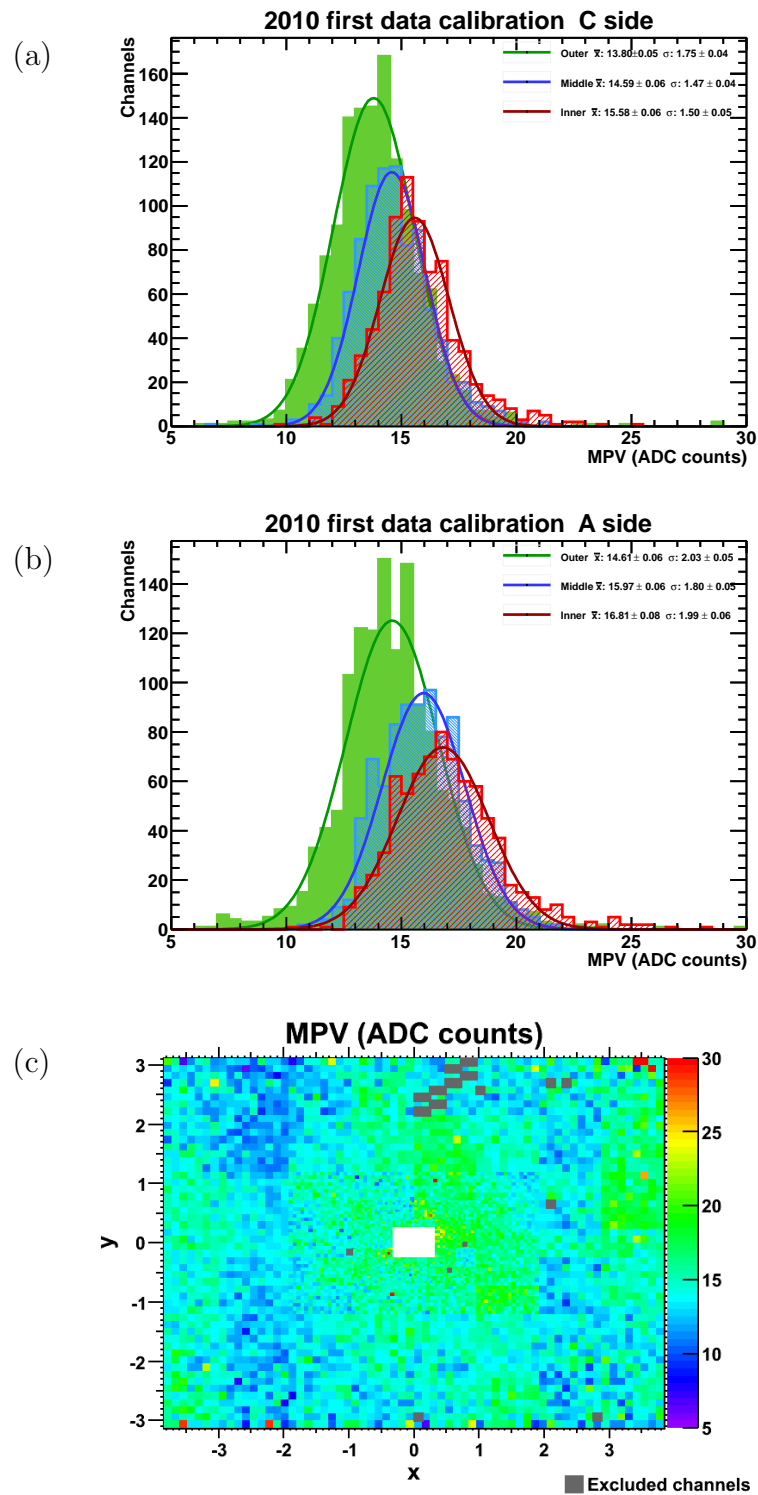 (a)
2010 first data calibration C side
Channels
Outer x̄: 13.80±0.05 σ: 1.75 ± 0.04
Middle x̄: 14.59 ± 0.06 σ: 1.47 ± 0.04
Inner x̄: 15.58 ± 0.06 σ: 1.50 ± 0.05
160
140
120
100
80
60
40
20
0
5 10 15 20 25 30
MPV (ADC counts)
(b)
2010 first data calibration A side
Channels
Outer x̄: 14.61 ± 0.06 σ: 2.03 ± 0.05
Middle x̄: 15.97 ± 0.06 σ: 1.80 ± 0.05
Inner x̄: 16.81 ± 0.08 σ: 1.99 ± 0.06
140
120
100
80
60
40
20
0
5 10 15 20 25 30
MPV (ADC counts)
(c)
MPV (ADC counts)
y
3
2
1
0
-1
-2
-3
30
25
20
15
10
5
-3 -2 -1 0 1 2 3
x
Excluded channels